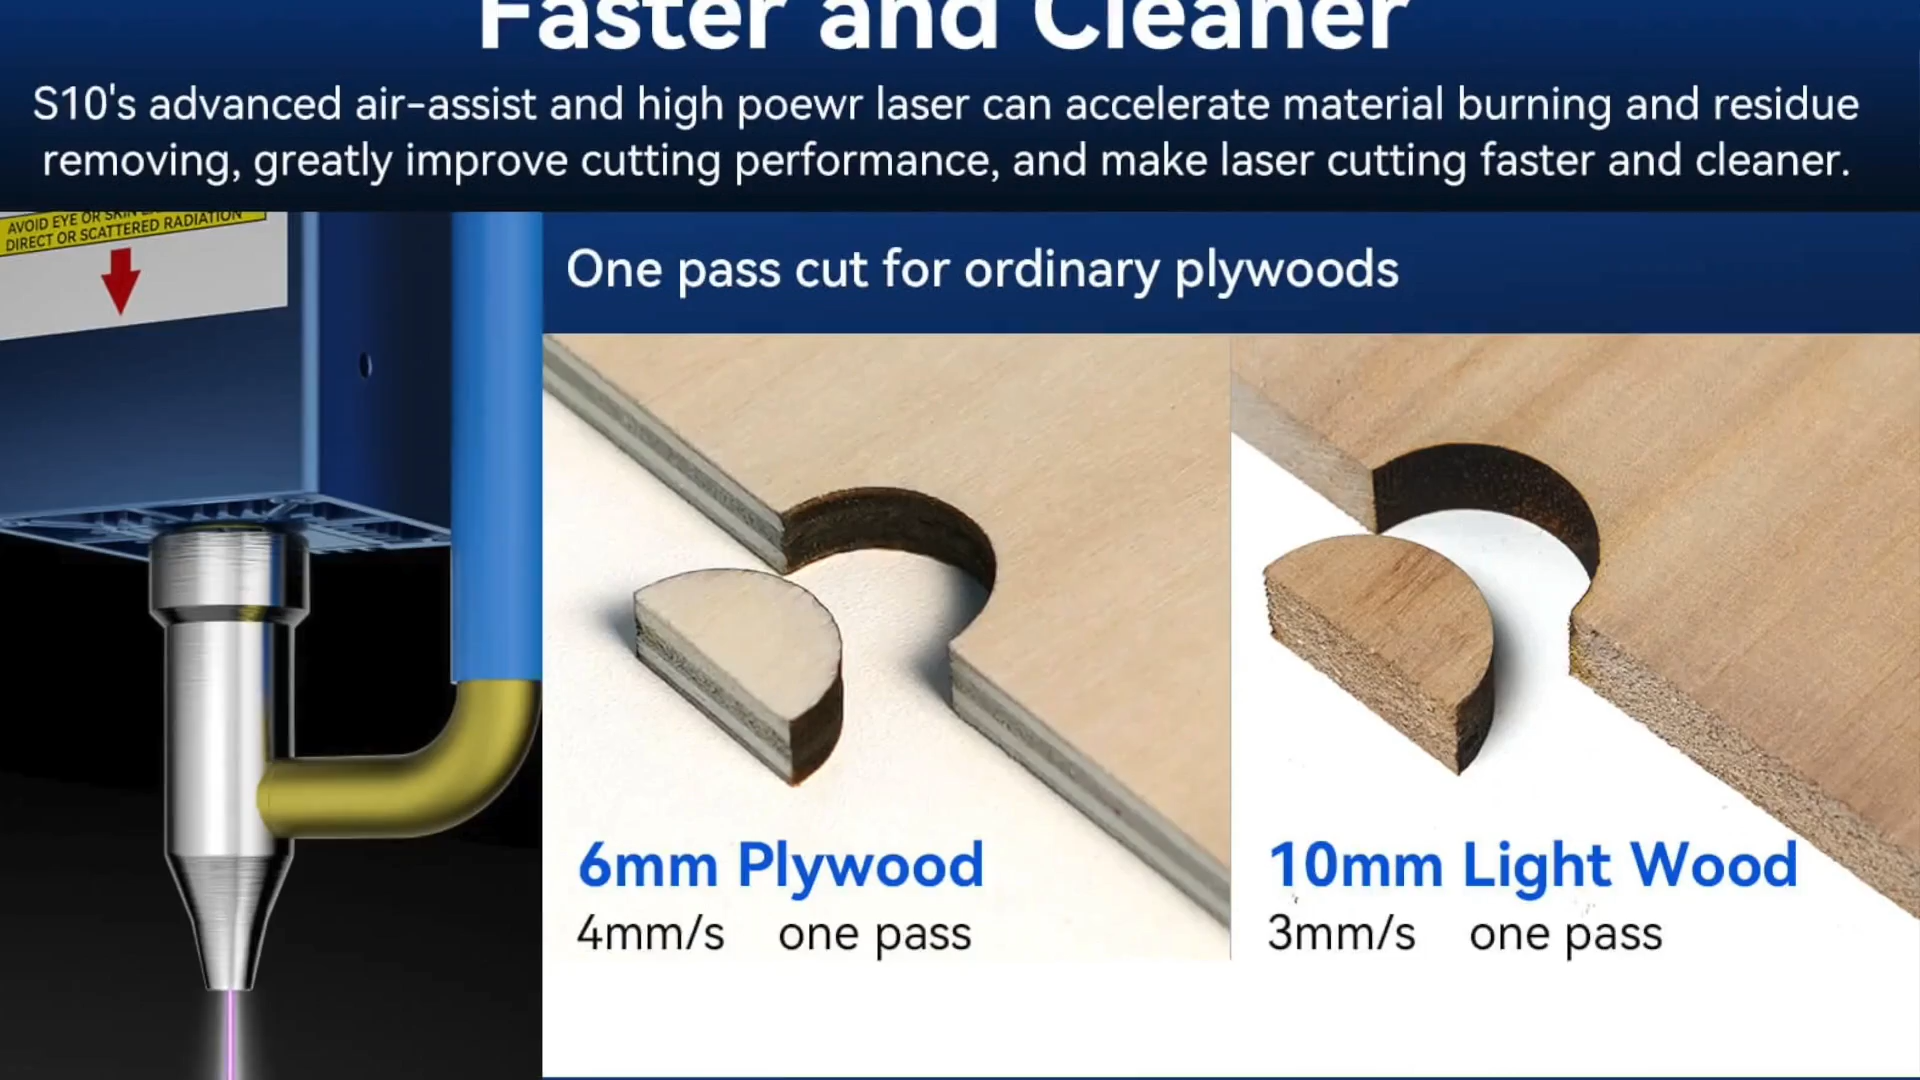 Faster and Cleaner
S10's advanced air-assist and high poewr laser can accelerate material burning and residue
removing, greatly improve cutting performance, and make laser cutting faster and cleaner.
AVOID EYE OR SKIN
DIRECT OR SCATTERED RADIATION
One pass cut for ordinary plywoods
6mm Plywood
4mm/s one pass
10mm Light Wood
3mm/s one pass